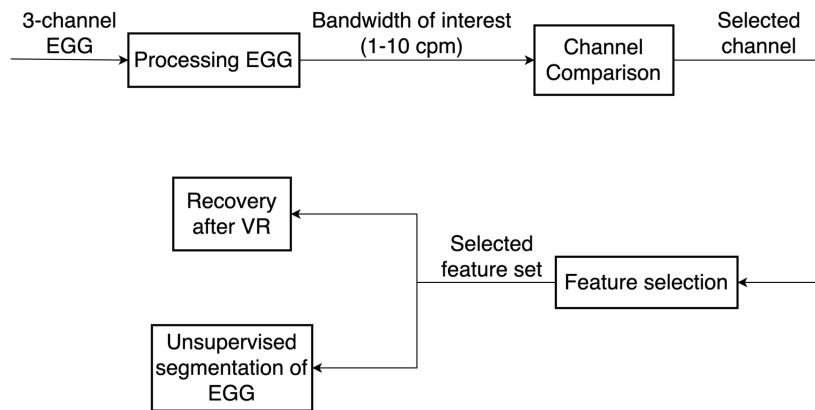 3-channel
EGG
Processing EGG
Bandwidth of interest
(1-10 cpm)
Channel
Comparison
Selected
channel
Feature selection
Selected
feature set
Recovery
after VR
Unsupervised
segmentation of
EGG